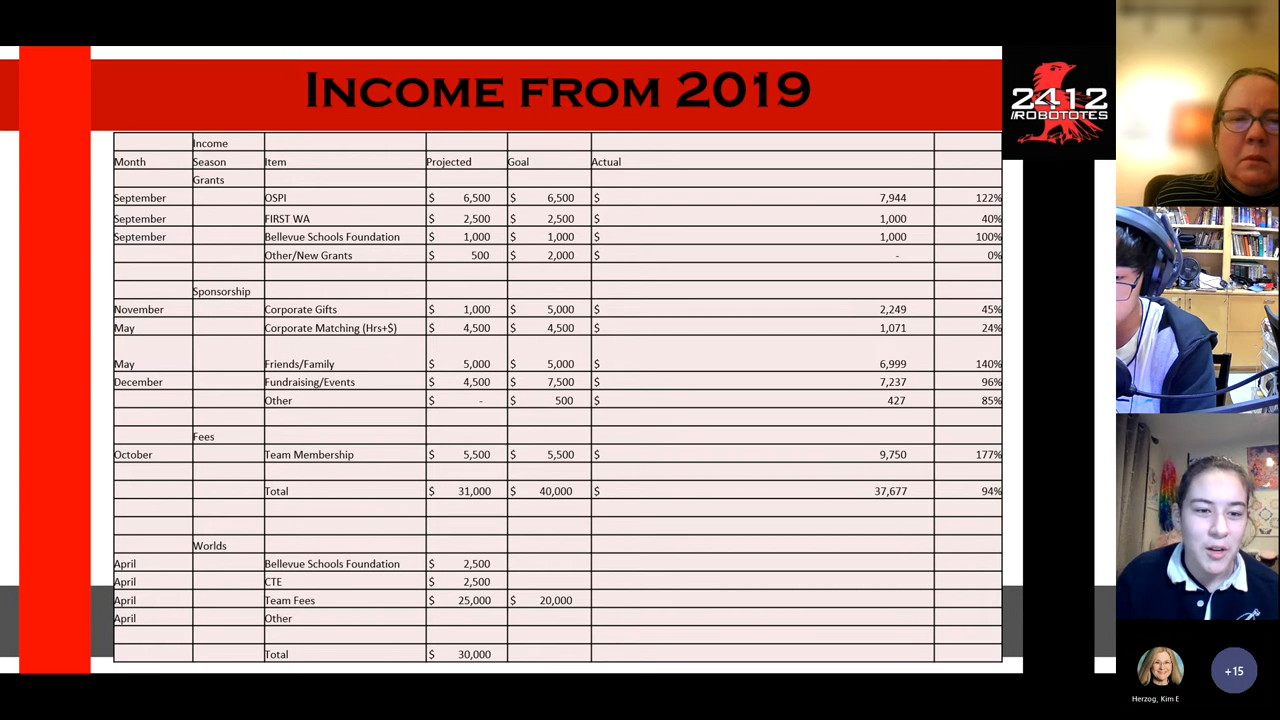 INCOME FROM 2019
2412
ROBOTOTES
Income
Month Season Item Projected Goal Actual
Grants
September OSPI $ 6,500 $ 6,500 $ 7,944 122%
September FIRST WA $ 2,500 $ 2,500 $ 1,000 40%
September Bellevue Schools Foundation $ 1,000 $ 1,000 $ 1,000 100%
Other/New Grants $ 500 $ 2,000 $ - 0%
Sponsorship
November Corporate Gifts $ 1,000 $ 5,000 $ 2,249 45%
May Corporate Matching (Hrs+$) $ 4,500 $ 4,500 $ 1,071 24%
May Friends/Family $ 5,000 $ 5,000 $ 6,999 140%
December Fundraising/Events $ 4,500 $ 7,500 $ 7,237 96%
Other $ - $ 500 $ 427 85%
Fees
October Team Membership $ 5,500 $ 5,500 $ 9,750 177%
Total $ 31,000 $ 40,000 $ 37,677 94%
Worlds
April Bellevue Schools Foundation $ 2,500
April CTE $ 2,500
April Team Fees $ 25,000 $ 20,000
April Other
Total $ 30,000
+15
Herzog, Kim E